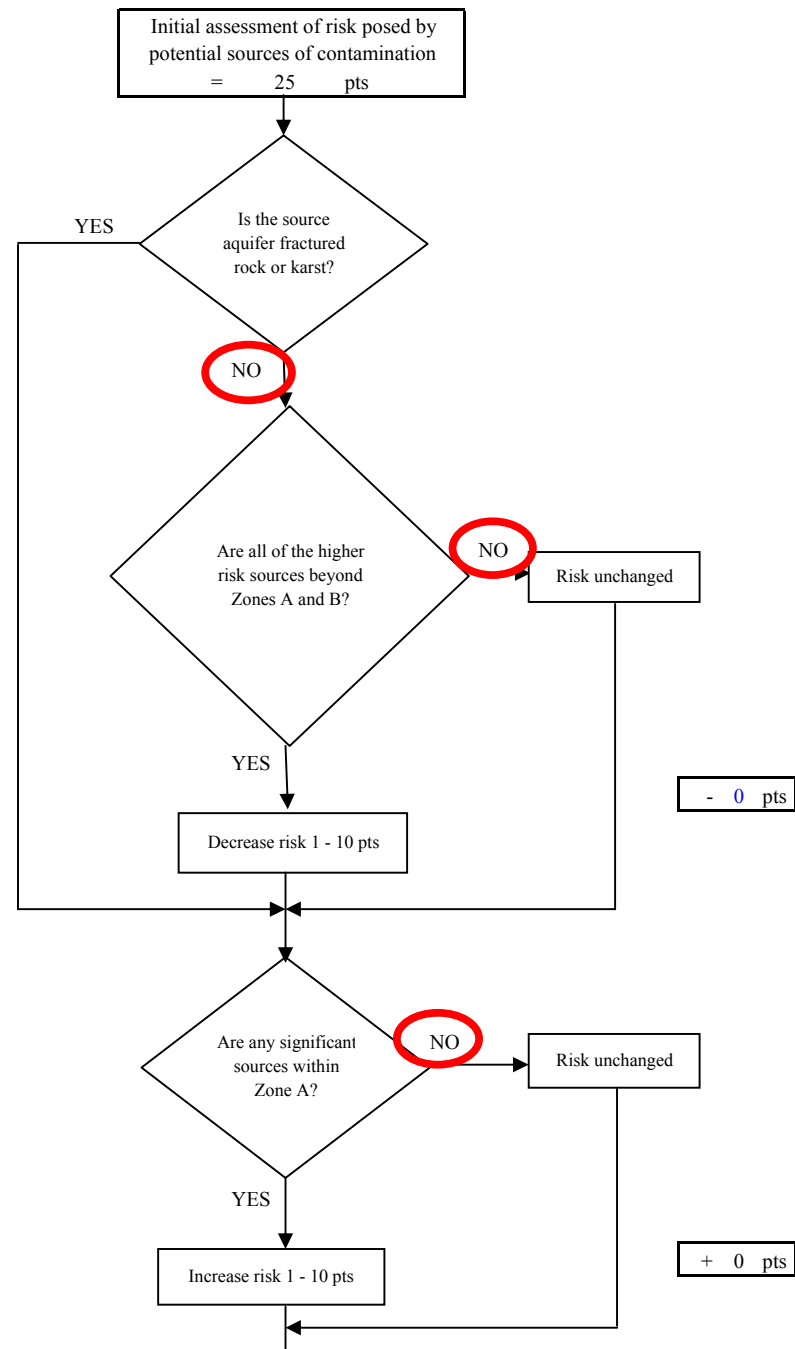 Initial assessment of risk posed by
potential sources of contamination
= 25 pts
YES
Is the source
aquifer fractured
rock or karst?
NO
Are all of the higher
risk sources beyond
Zones A and B?
NO
Risk unchanged
YES
- 0 pts
Decrease risk 1 - 10 pts
Are any significant
sources within
Zone A?
NO
Risk unchanged
YES
+ 0 pts
Increase risk 1 - 10 pts